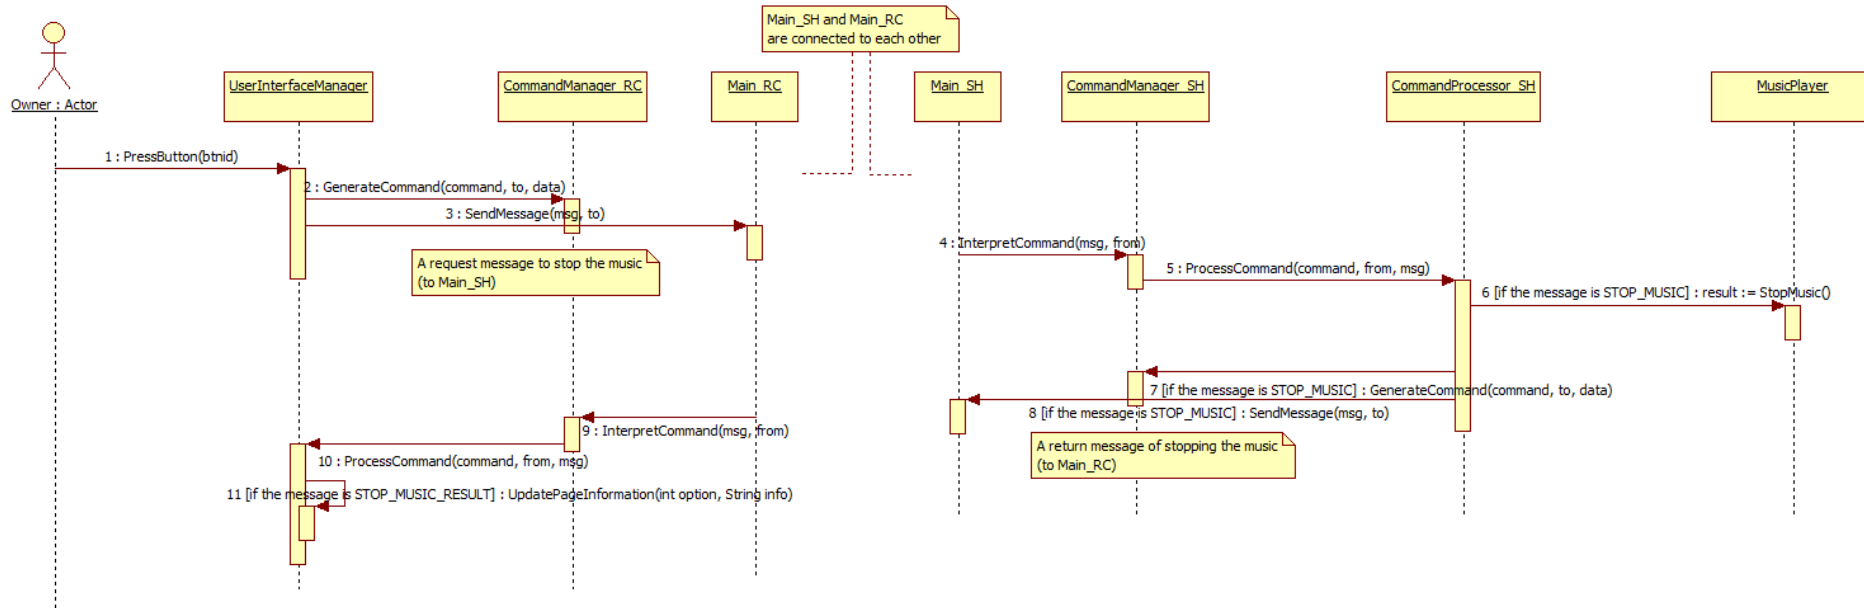 Main_SH and Main_RC
are connected to each other
Owner : Actor
UserInterfaceManager
CommandManager_RC
Main_RC
Main_SH
CommandManager_SH
CommandProcessor_SH
MusicPlayer
1 : PressButton(btnid)
2 : GenerateCommand(command, to, data)
3 : SendMessage(msg, to)
A request message to stop the music
(to Main_SH)
4 : InterpretCommand(msg, from)
5 : ProcessCommand(command, from, msg)
6 [if the message is STOP_MUSIC] : result := StopMusic()
7 [if the message is STOP_MUSIC] : GenerateCommand(command, to, data)
8 [if the message is STOP_MUSIC] : SendMessage(msg, to)
A return message of stopping the music
(to Main_RC)
9 : InterpretCommand(msg, from)
10 : ProcessCommand(command, from, msg)
11 [if the message is STOP_MUSIC_RESULT] : UpdatePageInformation(int option, String info)